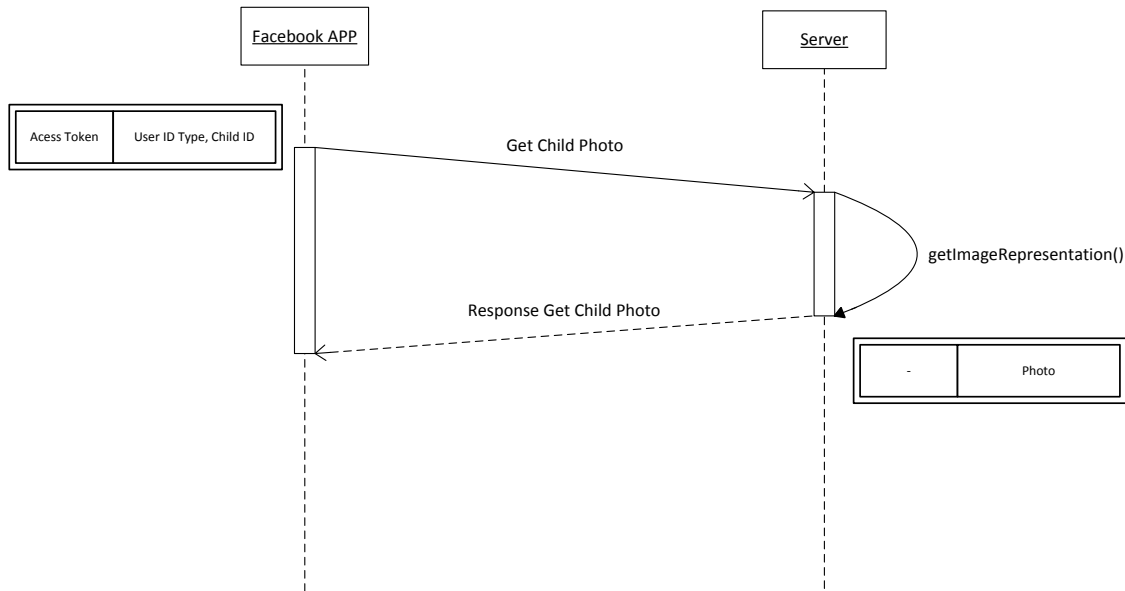 Facebook APP
Server
Acess Token
User ID Type, Child ID
Get Child Photo
getImageRepresentation()
Response Get Child Photo
-
Photo